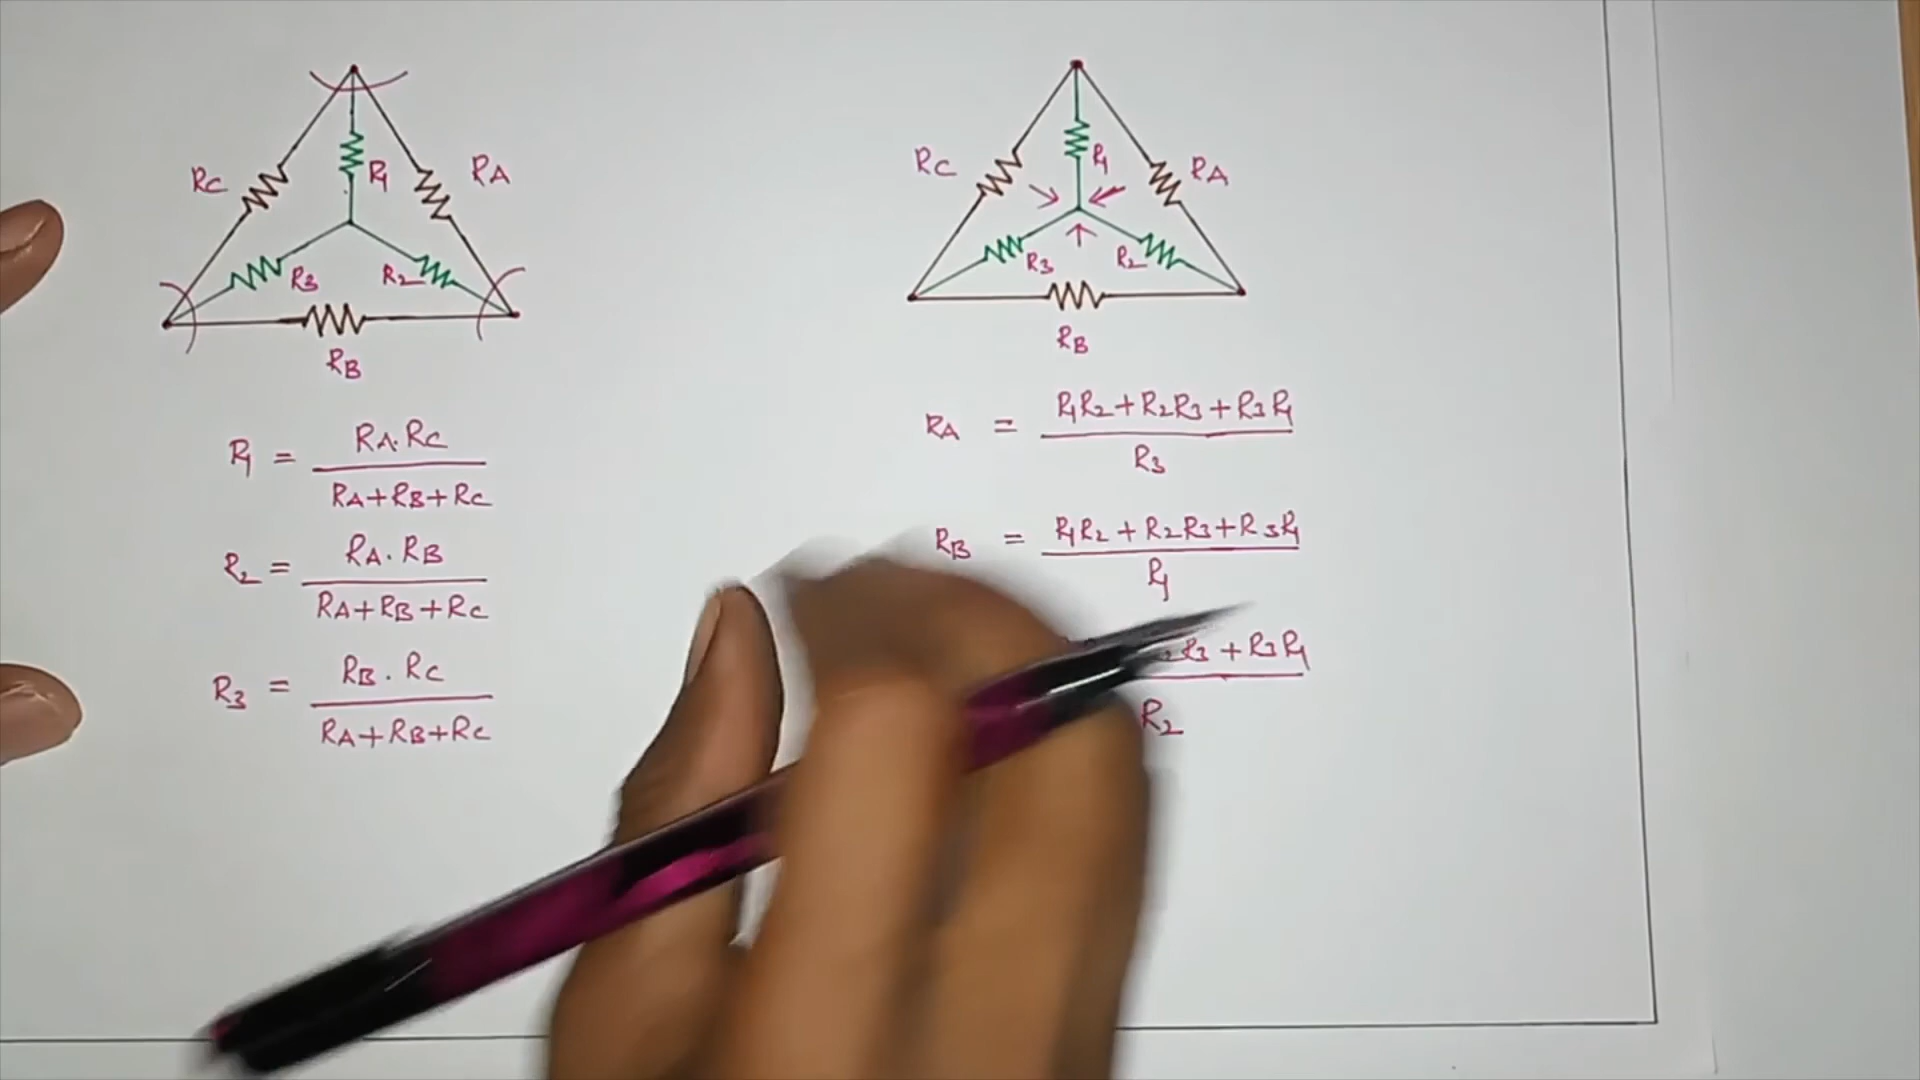 RC R1 RA
R3 R2
RB
R1 = RA.RC / RA+RB+RC
R2 = RA.RB / RA+RB+RC
R3 = RB.RC / RA+RB+RC
RC R1 RA
R3 R2
RB
RA = R1R2+R2R3+R3R1 / R3
RB = R1R2+R2R3+R3R1 / R1
R3+R3R1 / R2